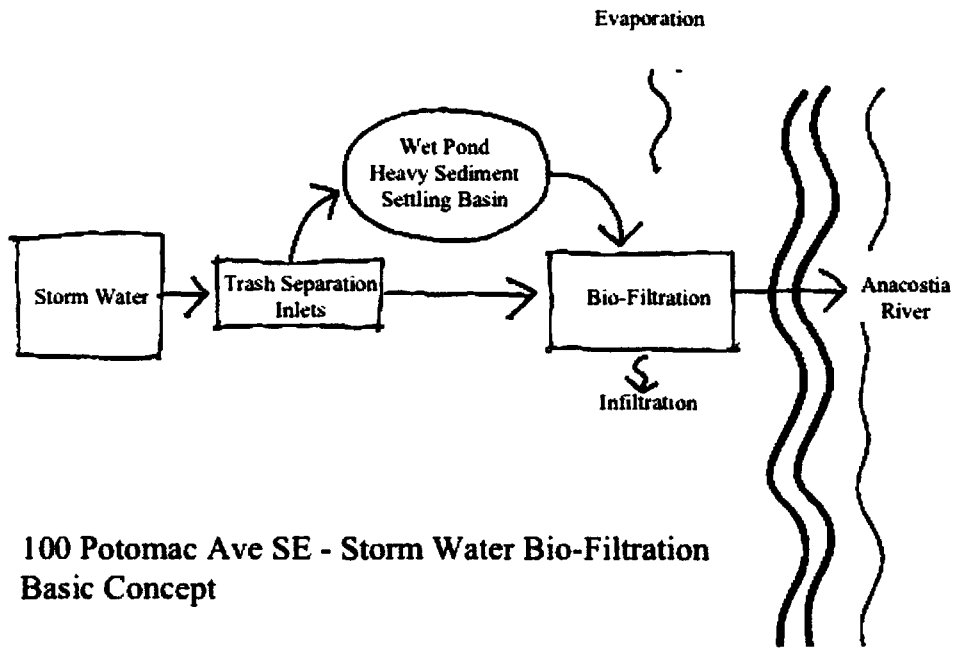 Evaporation
Wet Pond
Heavy Sediment
Settling Basin
Storm Water
Trash Separation
Inlets
Bio-Filtration
Anacostia
River
Infiltration
100 Potomac Ave SE - Storm Water Bio-Filtration
Basic Concept